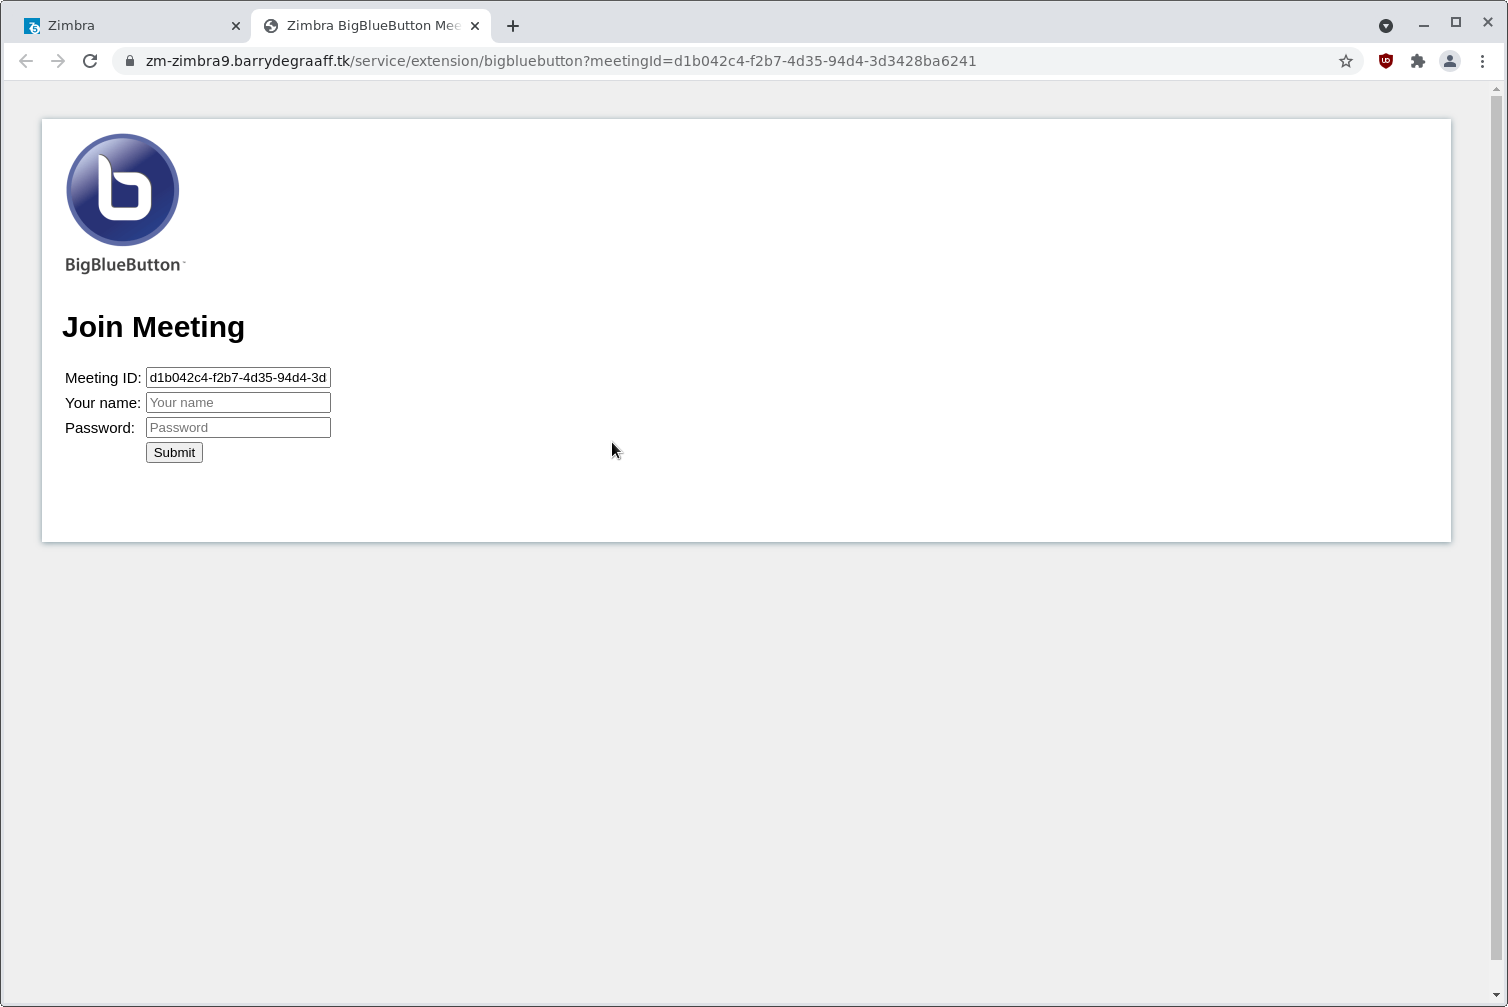 Zimbra
Zimbra BigBlueButton Mee
zm-zimbra9.barrydegraaff.tk/service/extension/bigbluebutton?meetingId=d1b042c4-f2b7-4d35-94d4-3d3428ba6241
BigBlueButton
Join Meeting
Meeting ID: d1b042c4-f2b7-4d35-94d4-3d
Your name: Your name
Password: Password
Submit